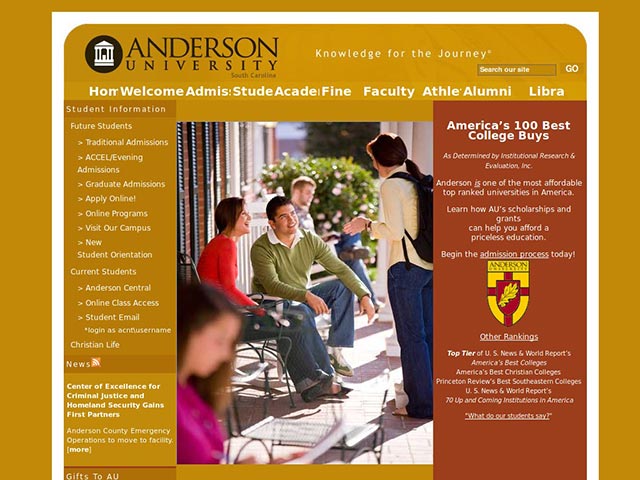 ANDERSON
UNIVERSITY
South Carolina
Knowledge for the Journey®
Search our site
GO
Hom Welcome Admis Stude Acade Fine Faculty Athle Alumni Libra
Student Information
Future Students
> Traditional Admissions
> ACCEL/Evening
Admissions
> Graduate Admissions
> Apply Online!
> Online Programs
> Visit Our Campus
> New
Student Orientation
Current Students
> Anderson Central
> Online Class Access
> Student Email
*login as acnt\username
Christian Life
News
Center of Excellence for
Criminal Justice and
Homeland Security Gains
First Partners
Anderson County Emergency
Operations to move to facility.
[more]
Gifts To AU
America's 100 Best
College Buys
As Determined by Institutional Research &
Evaluation, Inc.
Anderson is one of the most affordable
top ranked universities in America.
Learn how AU's scholarships and
grants
can help you afford a
priceless education.
Begin the admission process today!
ANDERSON
UNIVERSITY
Other Rankings
Top Tier of U. S. News & World Report's
America's Best Colleges
America's Best Christian Colleges
Princeton Review's Best Southeastern Colleges
U. S. News & World Report's
70 Up and Coming Institutions in America
"What do our students say?"